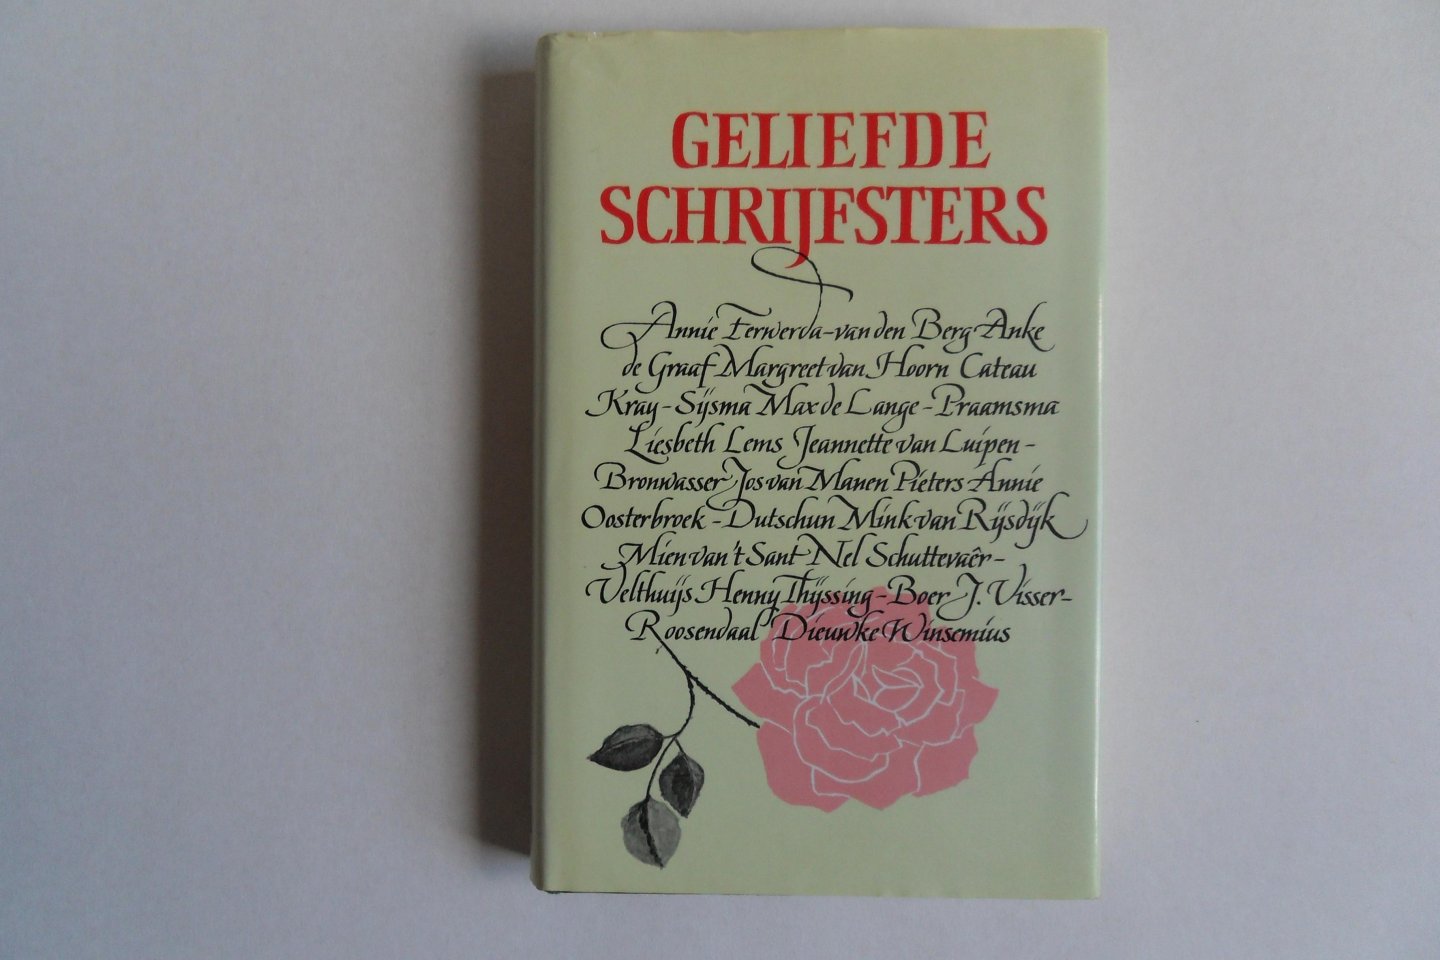 GELIEFDE
SCHRIJFSTERS
Annie Ferwerda-van den Berg Anke
de Graaf Margreet van Hoorn Cateau
Kray-Sijsma Max de Lange-Praamsma
Liesbeth Lems Jeannette van Luipen-
Bronwasser Jos van Manen Pieters Annie
Oosterbroek-Dutschun Mink van Rijsdijk
Mien van 't Sant Nel Schuttevaêr-
Velthuijs Henny Thijssing-Boer J. Visser-
Roosendaal Dieuwke Winsemius